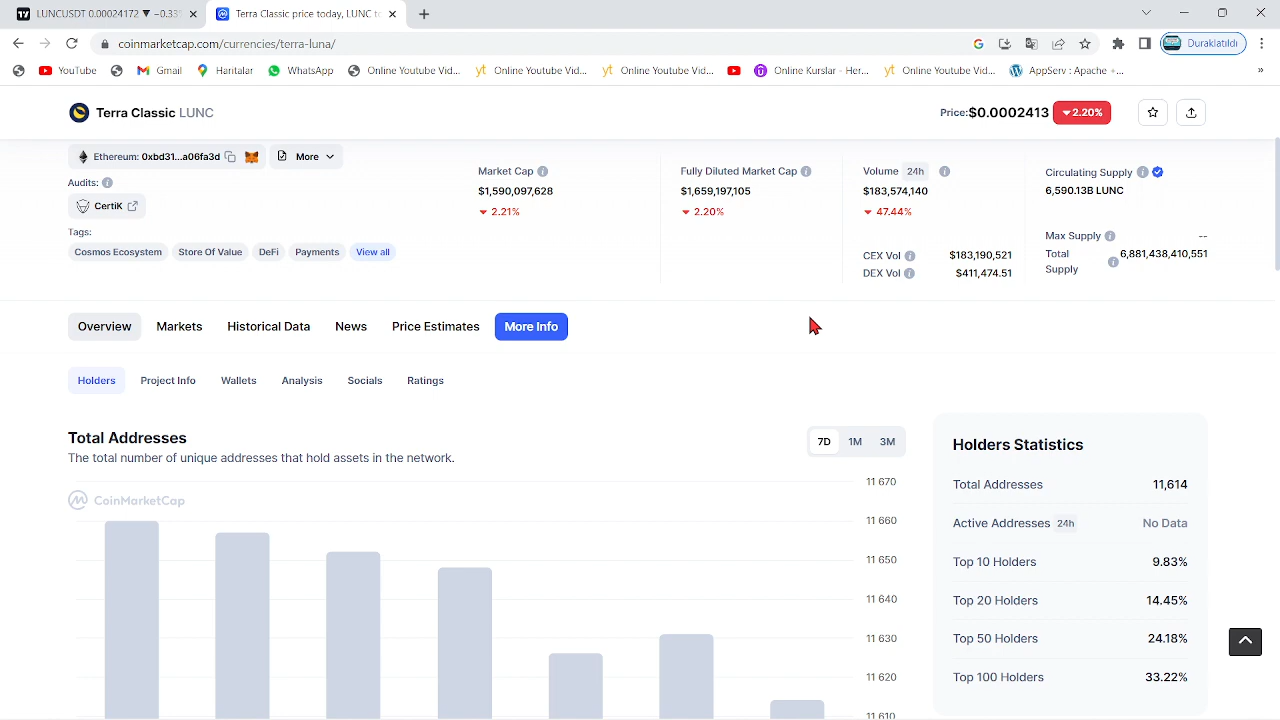 LUNCUSDT 0.00024172 ▼ −0.33%
Terra Classic price today, LUNC to
coinmarketcap.com/currencies/terra-luna/
Duraklatıldı
YouTube
Gmail
Haritalar
WhatsApp
Online Youtube Vid...
yt Online Youtube Vid...
yt Online Youtube Vid...
Online Kurslar - Her...
yt Online Youtube Vid...
AppServ : Apache +...
»
Terra Classic LUNC
Price:$0.0002413
2.20%
Ethereum: 0xbd31...a06fa3d
More
Audits:
CertiK
Tags:
Cosmos Ecosystem
Store Of Value
DeFi
Payments
View all
Market Cap
$1,590,097,628
2.21%
Fully Diluted Market Cap
$1,659,197,105
2.20%
Volume 24h
$183,574,140
47.44%
CEX Vol $183,190,521
DEX Vol $411,474.51
Circulating Supply
6,590.13B LUNC
Max Supply --
Total Supply 6,881,438,410,551
Overview
Markets
Historical Data
News
Price Estimates
More Info
Holders
Project Info
Wallets
Analysis
Socials
Ratings
Total Addresses
The total number of unique addresses that hold assets in the network.
7D
1M
3M
CoinMarketCap
11 670
11 660
11 650
11 640
11 630
11 620
11 610
Holders Statistics
Total Addresses 11,614
Active Addresses 24h No Data
Top 10 Holders 9.83%
Top 20 Holders 14.45%
Top 50 Holders 24.18%
Top 100 Holders 33.22%